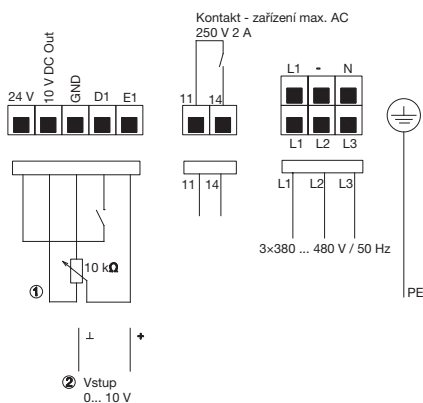 Kontakt - zařízení max. AC
250 V 2 A
24 V
10 V DC Out
GND
D1
E1
11
14
L1
-
N
L1
L2
L3
11
14
L1
L2
L3
10 kΩ
3×380 ... 480 V / 50 Hz
①
PE
⊥
+
② Vstup
0... 10 V